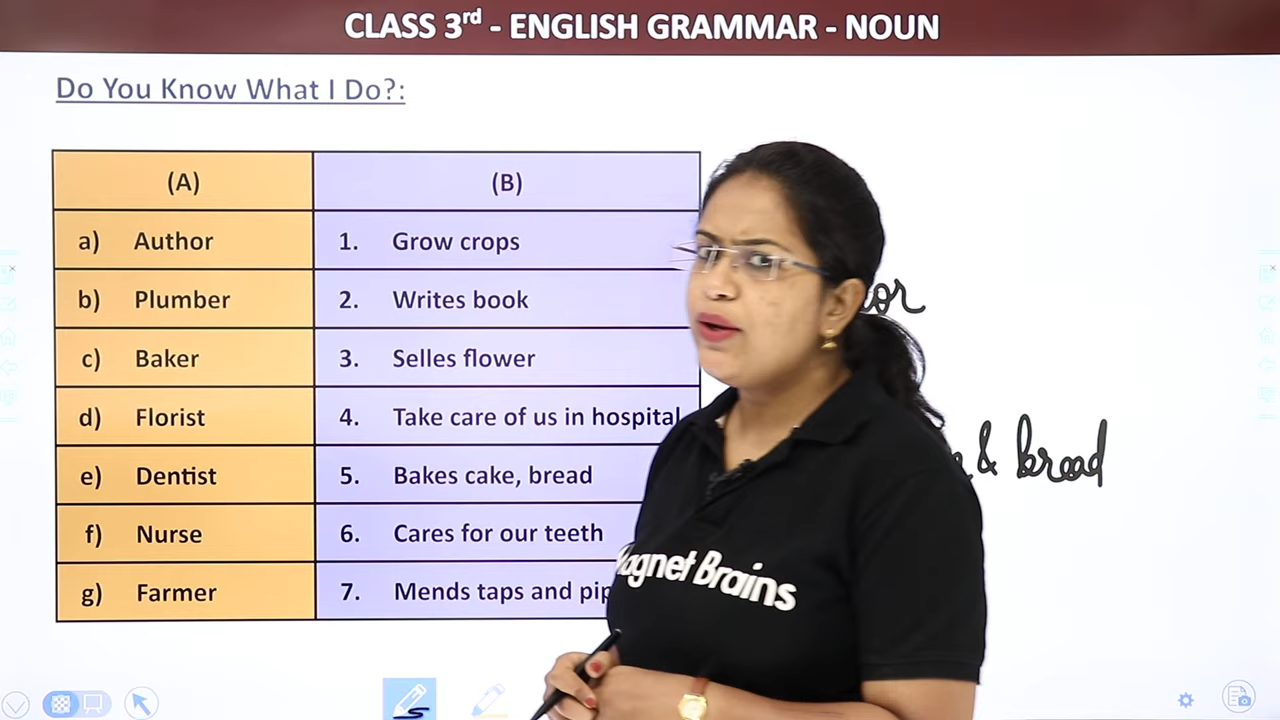 CLASS 3rd - ENGLISH GRAMMAR - NOUN
Do You Know What I Do?:
(A) (B)
a) Author 1. Grow crops
b) Plumber 2. Writes book
c) Baker 3. Selles flower
d) Florist 4. Take care of us in hospital
e) Dentist 5. Bakes cake, bread
f) Nurse 6. Cares for our teeth
g) Farmer 7. Mends taps and
& bread
Magnet Brains